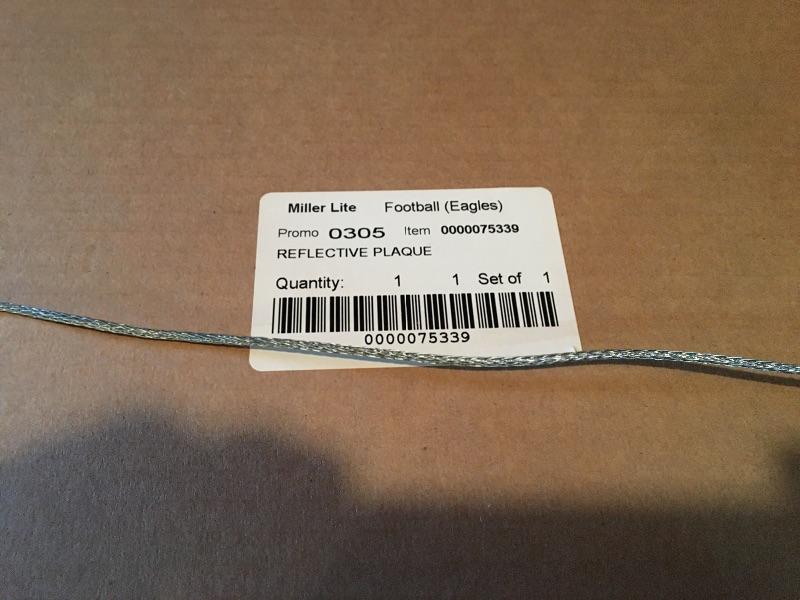 Miller Lite Football (Eagles)
Promo 0305 Item 0000075339
REFLECTIVE PLAQUE
Quantity: 1 1 Set of 1
0000075339